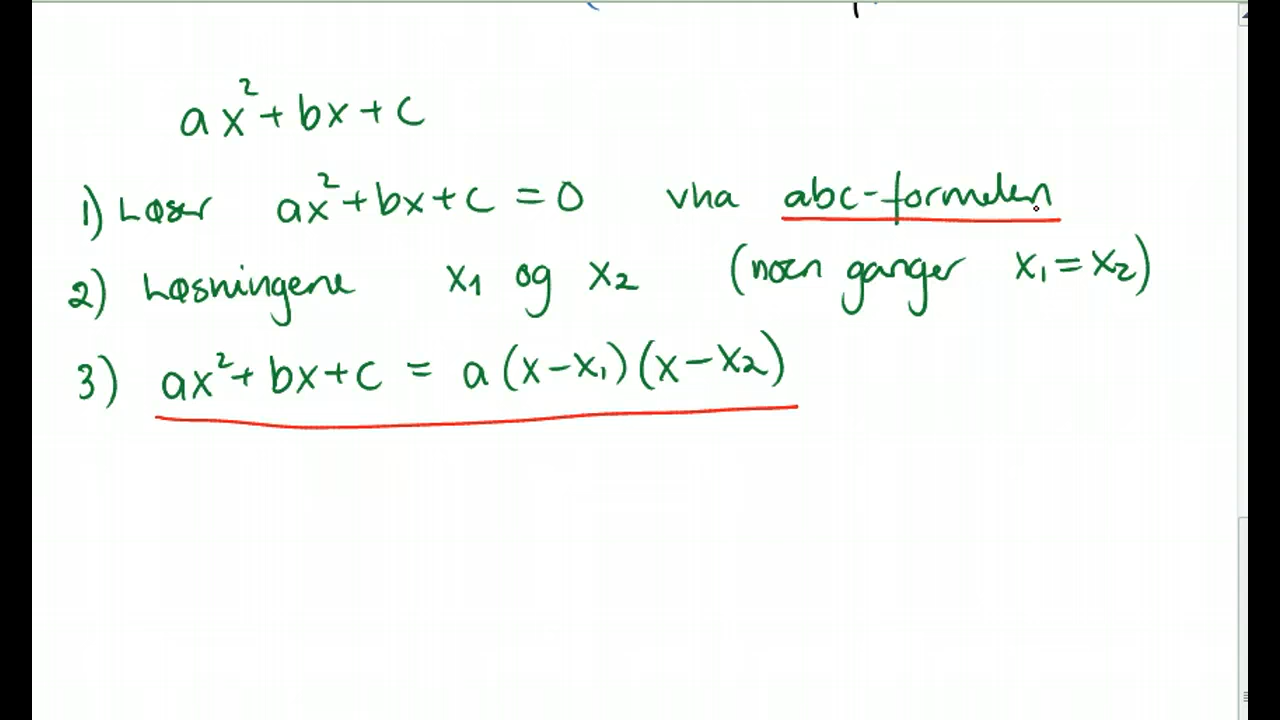 ax² + bx + c
1) Løser ax² + bx + c = 0 vha abc-formelen
2) Løsningene x₁ og x₂ (noen ganger x₁ = x₂)
3) ax² + bx + c = a(x-x₁)(x-x₂)